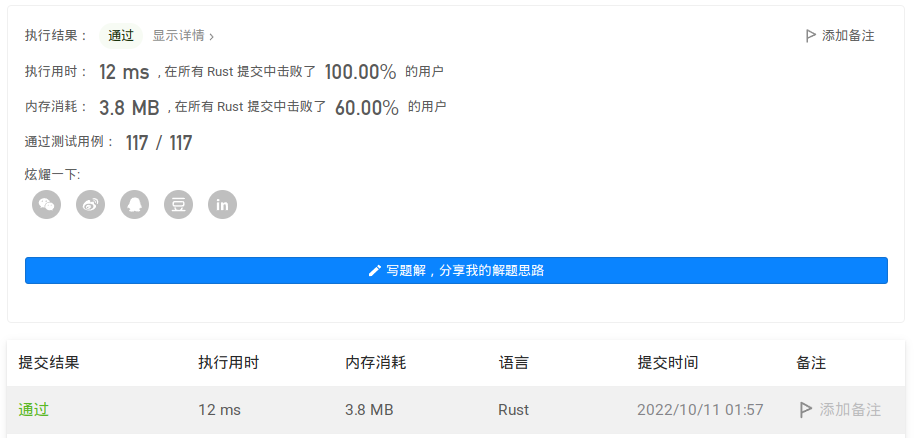 执行结果： 通过 显示详情 › 添加备注
执行用时： 12 ms , 在所有 Rust 提交中击败了 100.00% 的用户
内存消耗： 3.8 MB , 在所有 Rust 提交中击败了 60.00% 的用户
通过测试用例： 117 / 117
炫耀一下:
豆 in
写题解，分享我的解题思路
提交结果 执行用时 内存消耗 语言 提交时间 备注
通过 12 ms 3.8 MB Rust 2022/10/11 01:57 添加备注